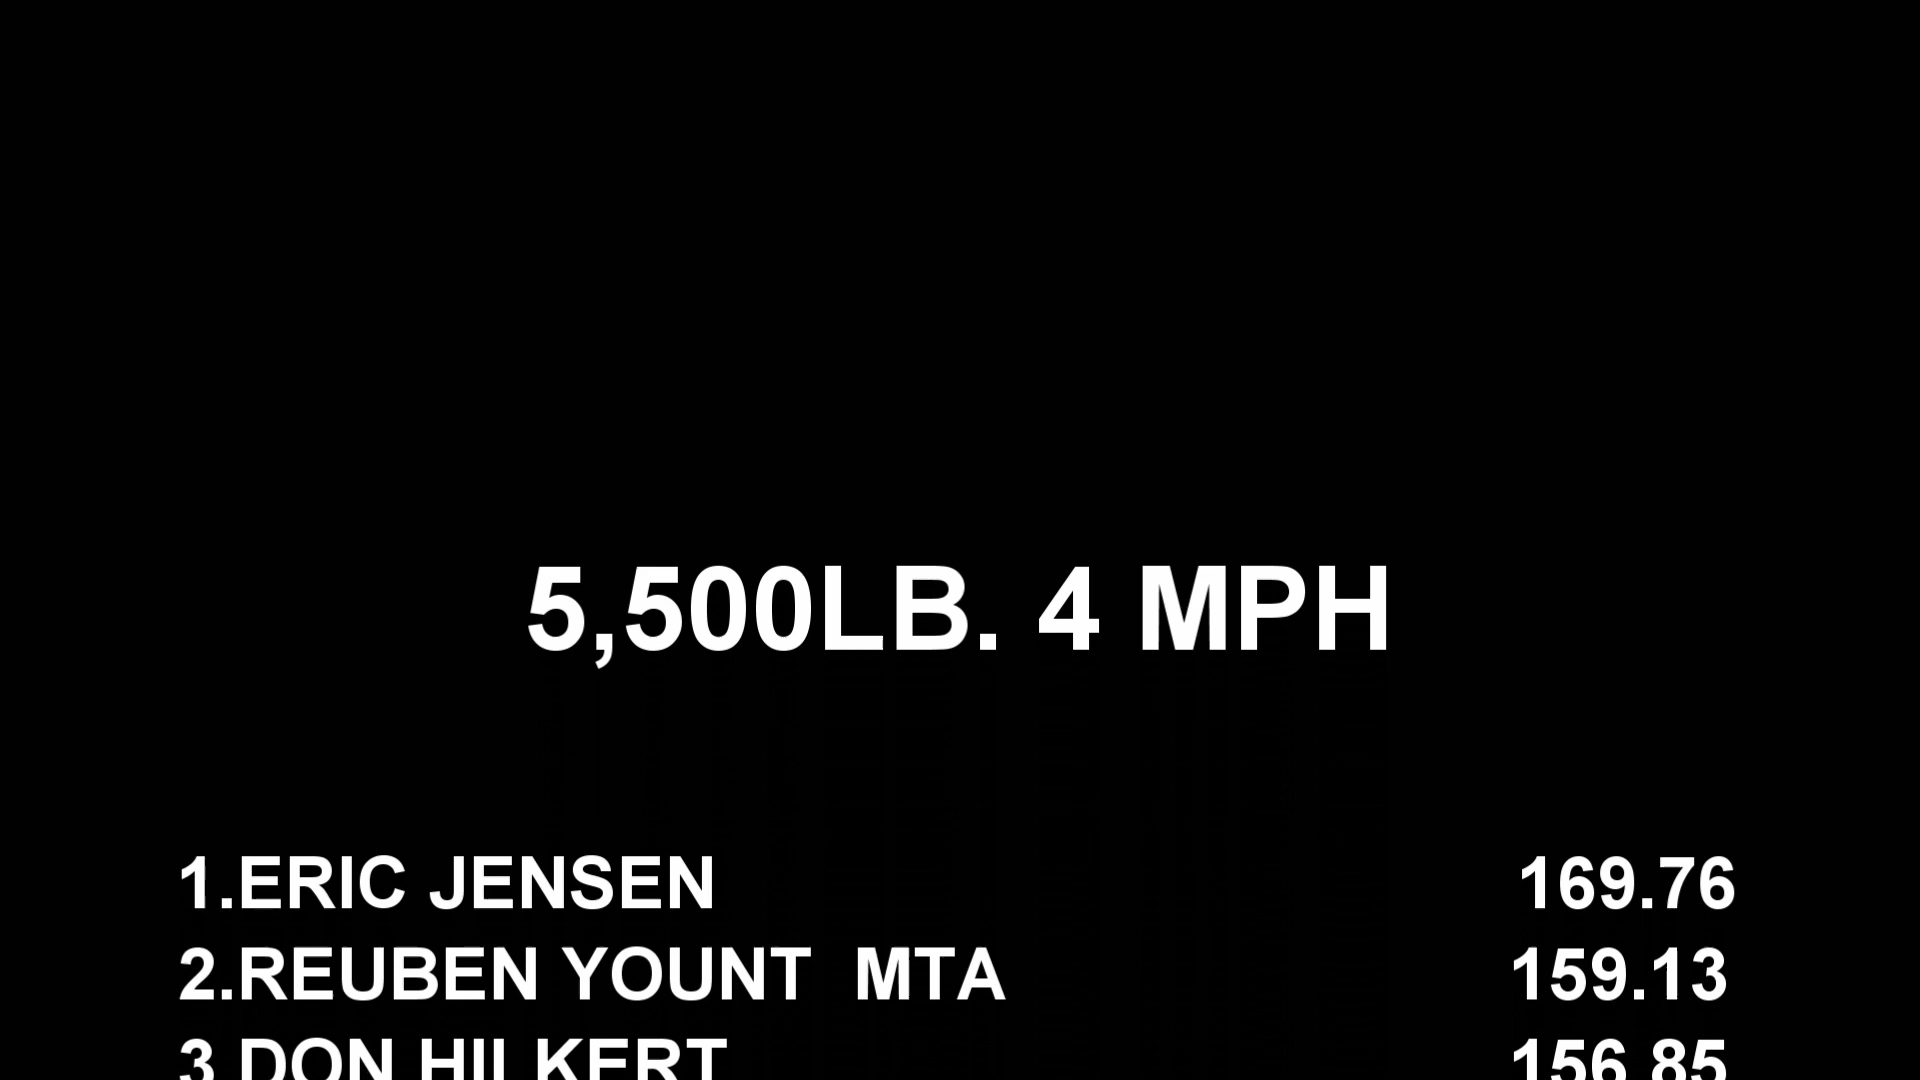 5,500LB. 4 MPH
1.ERIC JENSEN 169.76
2.REUBEN YOUNT  MTA 159.13
3.DON HILKERT 156.85